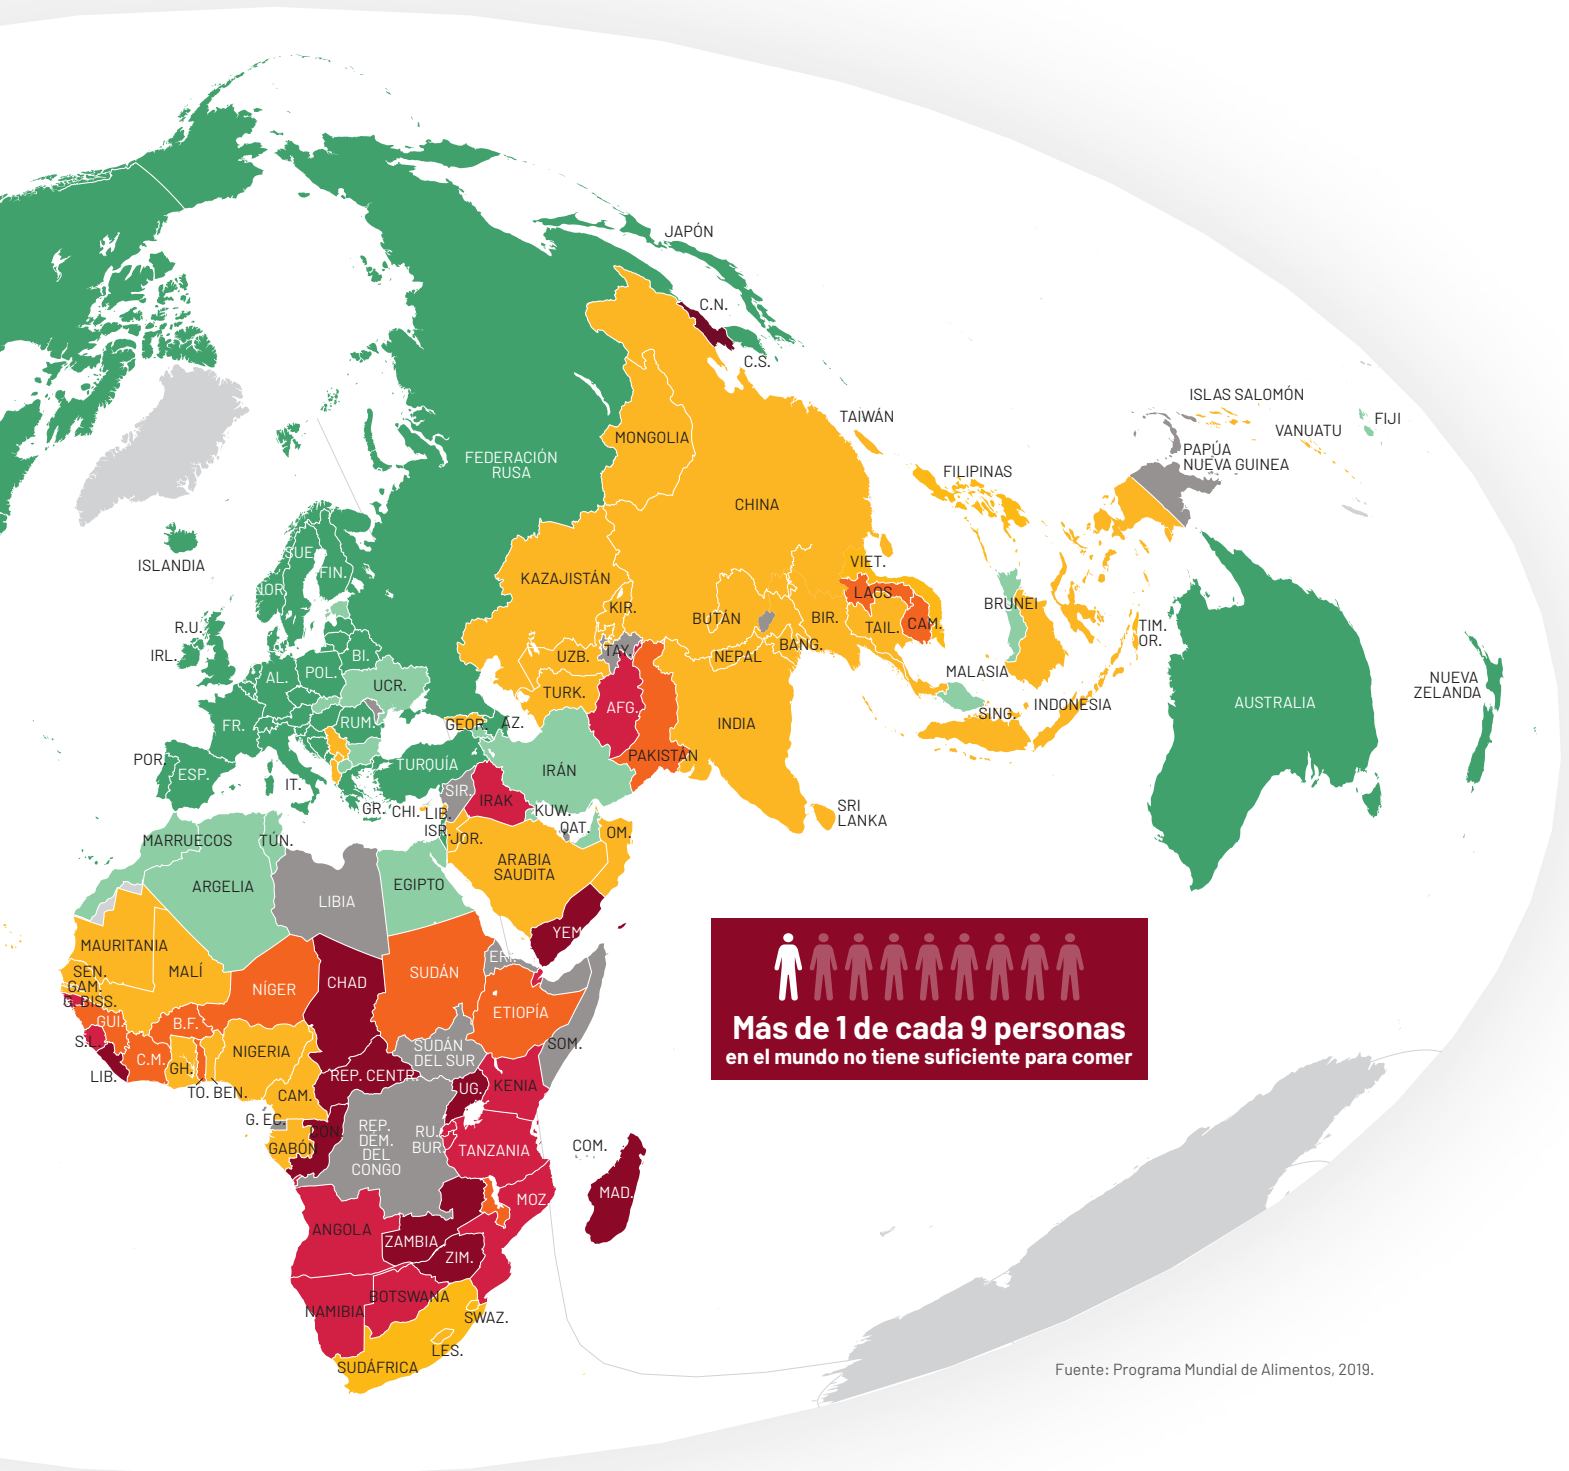 JAPÓN
C.N.
C.S.
ISLAS SALOMÓN
TAIWÁN
FIJI
VANUATU
MONGOLIA
PAPÚA
NUEVA GUINEA
FEDERACIÓN
RUSA
FILIPINAS
CHINA
ISLANDIA
SUE.
FIN.
NOR.
VIET.
KAZAJISTÁN
LAOS
BRUNEI
KIR.
BUTÁN
BIR.
TAIL.
CAM.
R.U.
TIM.
OR.
IRL.
BI.
UZB.
TAY.
NEPAL
BANG.
AL.
POL.
UCR.
TURK.
MALASIA
NUEVA
ZELANDA
AFG.
INDONESIA
AUSTRALIA
SING.
FR.
RUM.
GEOR.
AZ.
INDIA
POR.
ESP.
TURQUÍA
IRÁN
PAKISTÁN
IT.
SIR.
IRAK
GR.
CHI.
LIB.
KUW.
SRI
LANKA
ISR.
JOR.
QAT.
OM.
MARRUECOS
TÚN.
ARABIA
SAUDITA
ARGELIA
EGIPTO
LIBIA
YEM.
MAURITANIA
MALÍ
ERI.
SEN.
GAM.
G. BISS.
NÍGER
CHAD
SUDÁN
ETIOPÍA
GUI.
B.F.
S.L.
C.M.
GH.
NIGERIA
SUDÁN
DEL SUR
SOM.
LIB.
TO.
BEN.
CAM.
REP. CENTR.
UG.
KENIA
G. EC.
CON.
GABÓN
REP.
DEM.
DEL
CONGO
RU.
BUR.
TANZANIA
COM.
MAD.
MOZ.
ANGOLA
ZAMBIA
ZIM.
NAMIBIA
BOTSWANA
SWAZ.
LES.
SUDÁFRICA
Más de 1 de cada 9 personas
en el mundo no tiene suficiente para comer
Fuente: Programa Mundial de Alimentos, 2019.